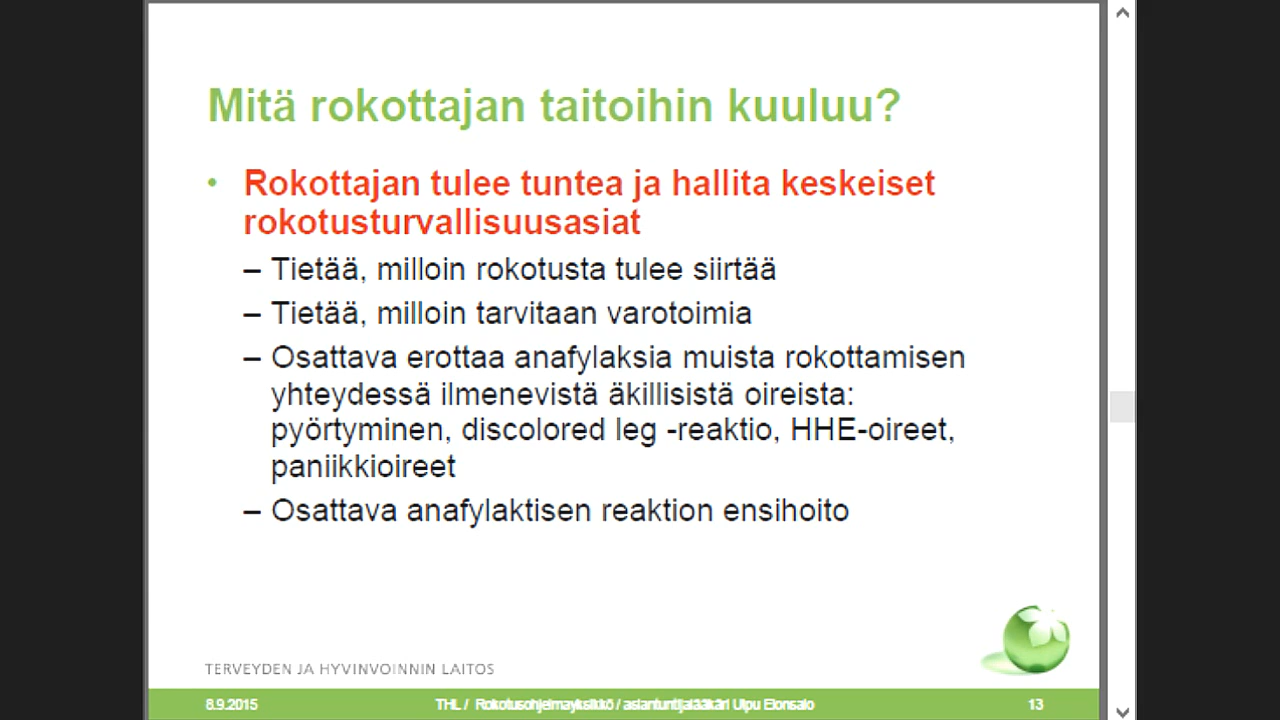 Mitä rokottajan taitoihin kuuluu?
• Rokottajan tulee tuntea ja hallita keskeiset
rokotusturvallisuusasiat
– Tietää, milloin rokotusta tulee siirtää
– Tietää, milloin tarvitaan varotoimia
– Osattava erottaa anafylaksia muista rokottamisen
yhteydessä ilmenevistä äkillisistä oireista:
pyörtyminen, discolored leg -reaktio, HHE-oireet,
paniikkioireet
– Osattava anafylaktisen reaktion ensihoito
TERVEYDEN JA HYVINVOINNIN LAITOS
8.9.2015 THL / Rokotusohjelmayksikkö / asiantuntijalääkäri Ulpu Elonsalo 13